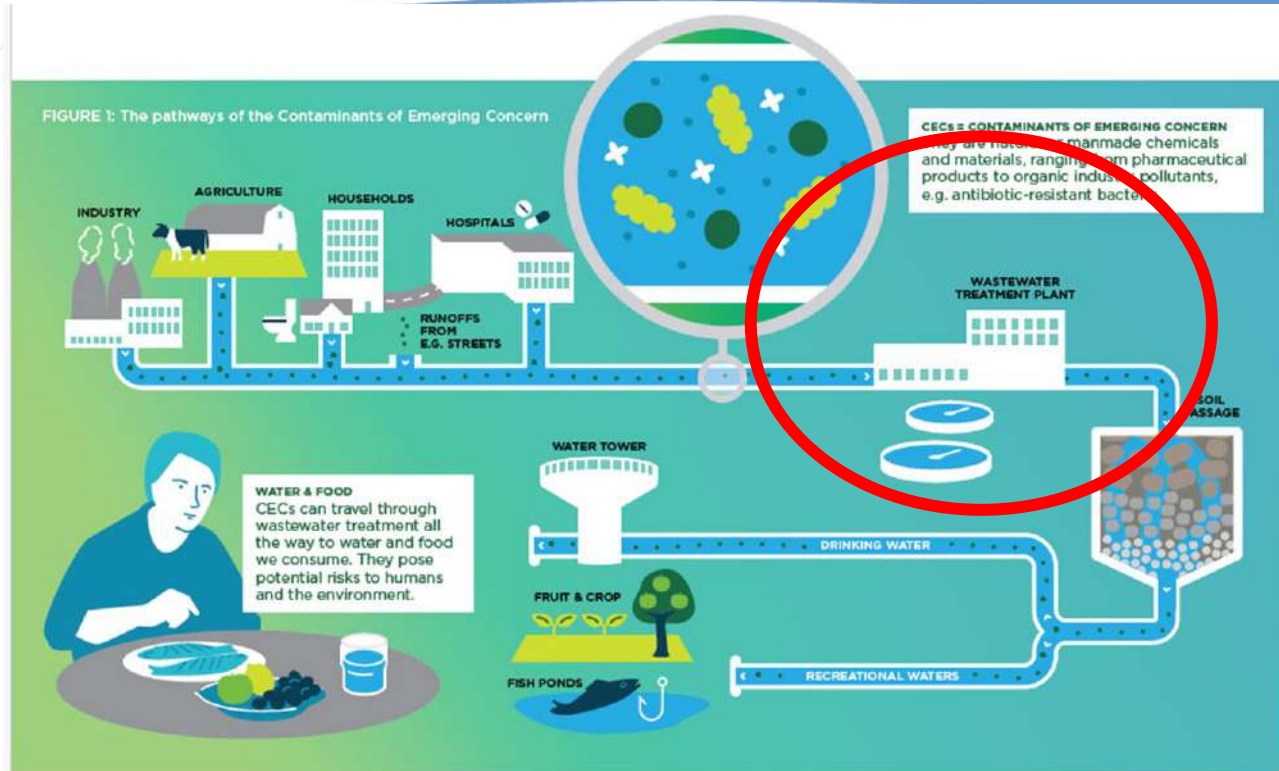 FIGURE 1: The pathways of the Contaminants of Emerging Concern
CECs = CONTAMINANTS OF EMERGING CONCERN
They are manmade chemicals
and materials, ranging from pharmaceutical
products to organic pollutants,
e.g. antibiotic-resistant
INDUSTRY
AGRICULTURE
HOUSEHOLDS
HOSPITALS
RUNOFFS
FROM
E.G. STREETS
WASTEWATER
TREATMENT PLANT
SOIL
WATER TOWER
WATER & FOOD
CECs can travel through
wastewater treatment all
the way to water and food
we consume. They pose
potential risks to humans
and the environment.
DRINKING WATER
FRUIT & CROP
FISH PONDS
RECREATIONAL WATERS